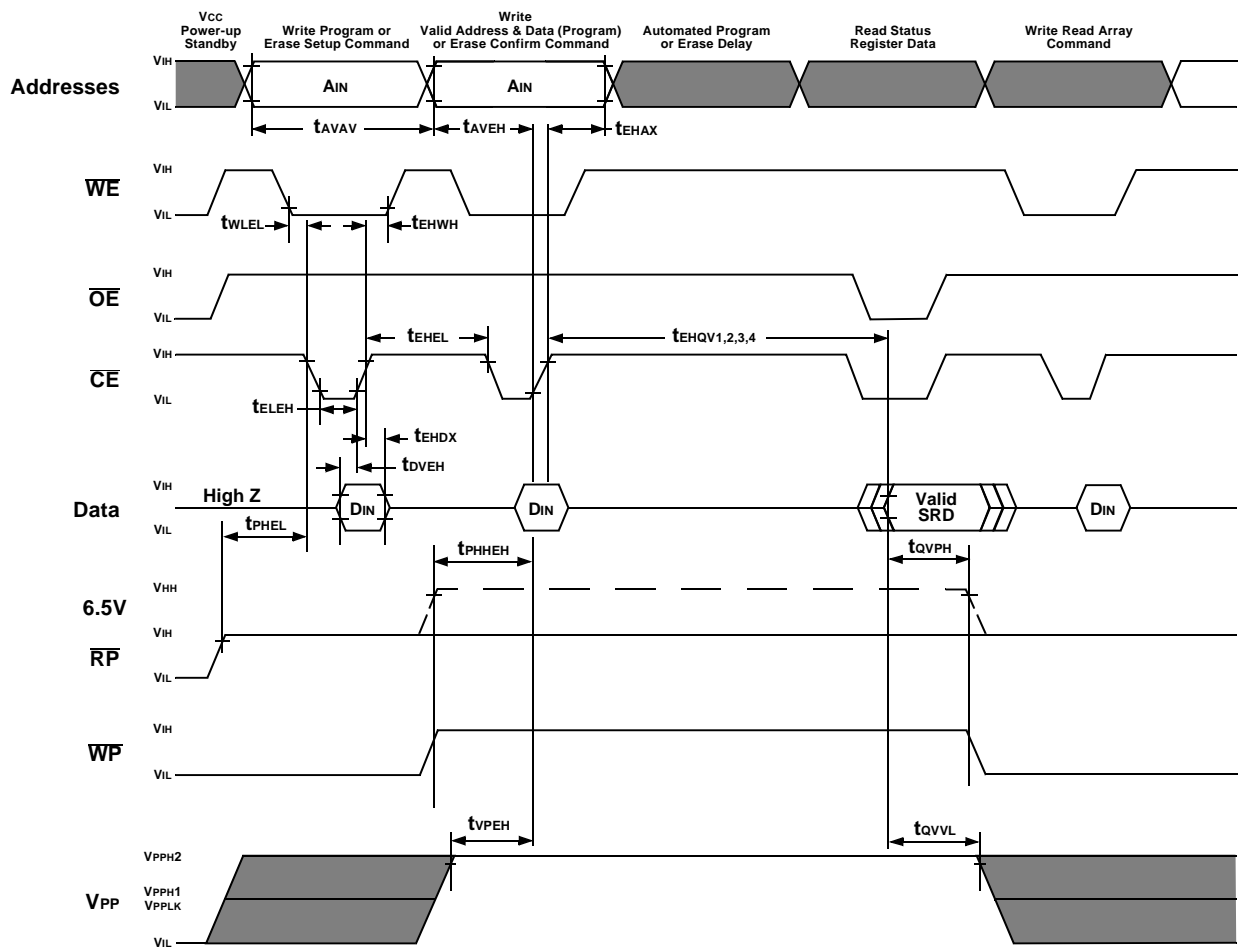 Vcc
Power-up
Standby
Write Program or
Erase Setup Command
Write
Valid Address & Data (Program)
or Erase Confirm Command
Automated Program
or Erase Delay
Read Status
Register Data
Write Read Array
Command
Addresses
VIH
VIL
AIN
AIN
tAVAV
tAVEH
tEHAX
WE
VIH
VIL
tWLEL
tEHWH
OE
VIH
VIL
tEHEL
tEHQV1,2,3,4
CE
VIH
VIL
tELEH
tEHDX
tDVEH
Data
VIH
VIL
High Z
DIN
DIN
Valid
SRD
DIN
tPHEL
tPHHEH
tQVPH
6.5V
VHH
VIH
RP
VIL
WP
VIH
VIL
tVPEH
tQVVL
VPP
VPPH2
VPPH1
VPPLK
VIL